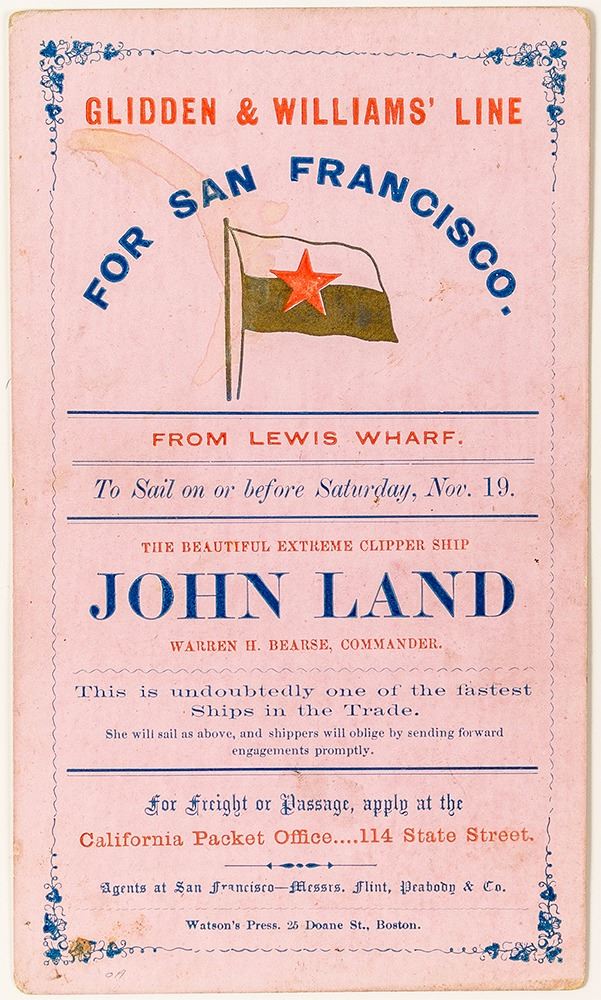 GLIDDEN & WILLIAMS' LINE
FOR SAN FRANCISCO.
FROM LEWIS WHARF.
To Sail on or before Saturday, Nov. 19.
THE BEAUTIFUL EXTREME CLIPPER SHIP
JOHN LAND
WARREN H. BEARSE, COMMANDER.
This is undoubtedly one of the fastest
Ships in the Trade.
She will sail as above, and shippers will oblige by sending forward
engagements promptly.
For Freight or Passage, apply at the
California Packet Office....114 State Street.
Agents at San Francisco—Messrs. Flint, Peabody & Co.
Watson's Press. 25 Doane St., Boston.